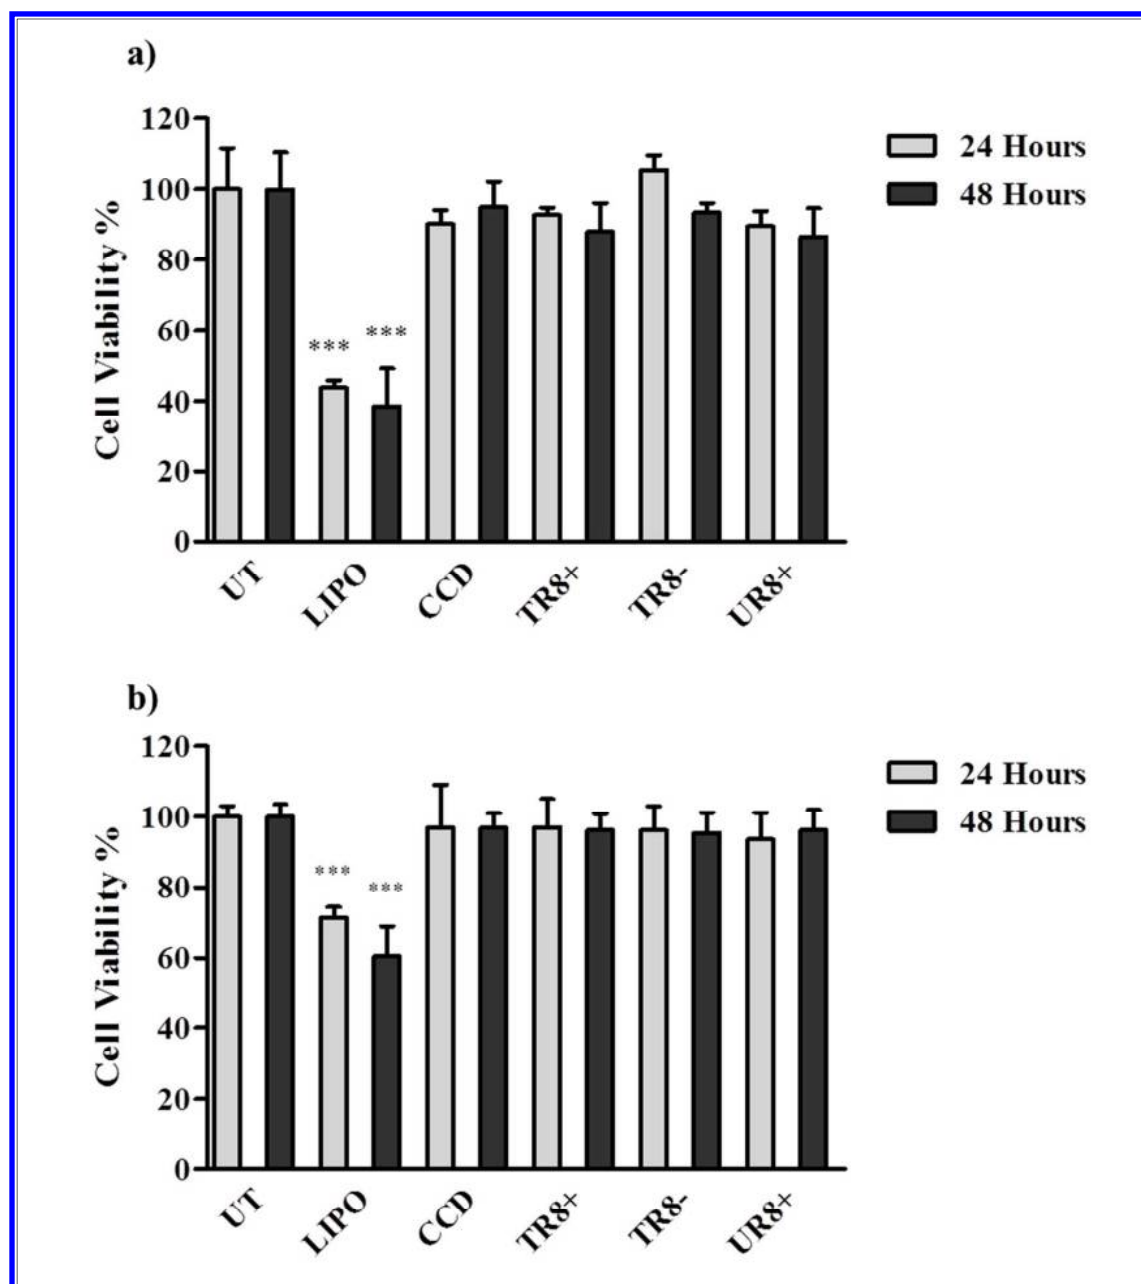 a)
120
100
80
60
40
20
0
Cell Viability %
24 Hours
48 Hours
*** ***
UT LIPO CCD TR8+ TR8- UR8+
b)
120
100
80
60
40
20
0
Cell Viability %
24 Hours
48 Hours
*** ***
UT LIPO CCD TR8+ TR8- UR8+